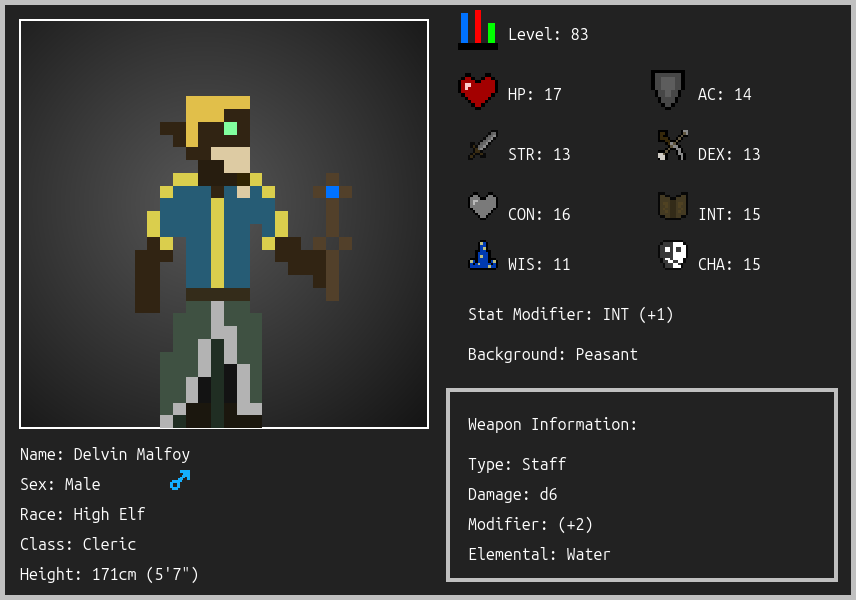 Level: 83
HP: 17
AC: 14
STR: 13
DEX: 13
CON: 16
INT: 15
WIS: 11
CHA: 15
Stat Modifier: INT (+1)
Background: Peasant
Weapon Information:
Type: Staff
Damage: d6
Modifier: (+2)
Elemental: Water
Name: Delvin Malfoy
Sex: Male
Race: High Elf
Class: Cleric
Height: 171cm (5'7")